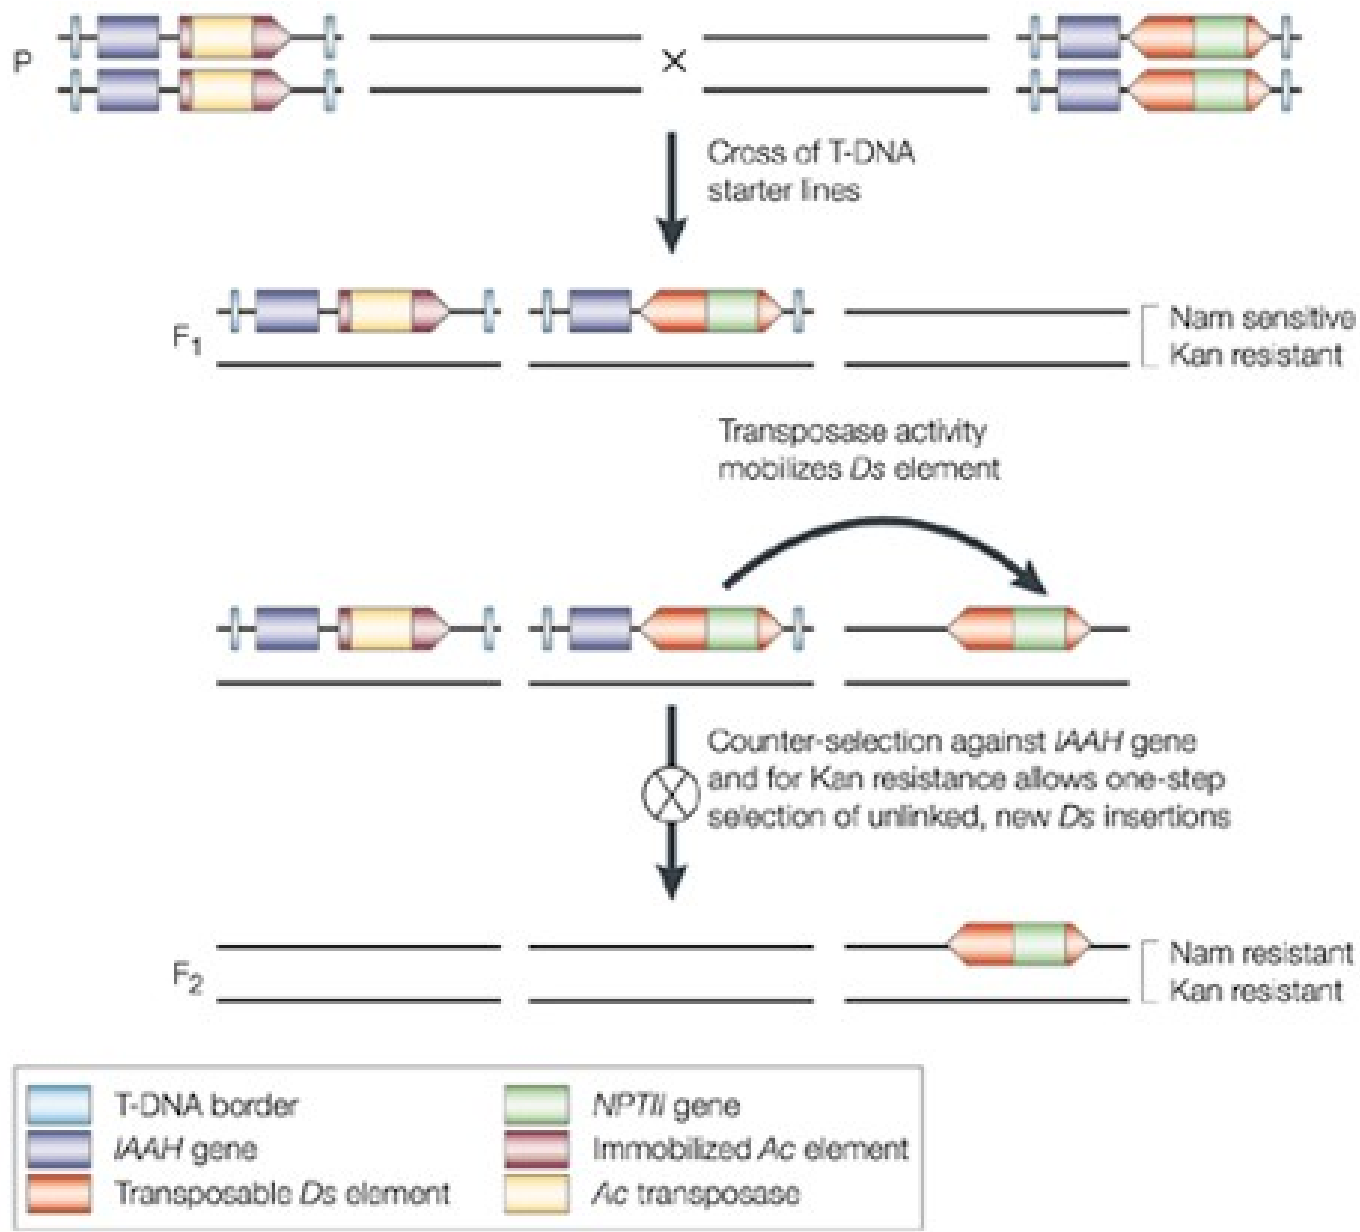 P
×
Cross of T-DNA
starter lines
F1
Nam sensitive
Kan resistant
Transposase activity
mobilizes Ds element
Counter-selection against IAAH gene
and for Kan resistance allows one-step
selection of unlinked, new Ds insertions
F2
Nam resistant
Kan resistant
T-DNA border
IAAH gene
Transposable Ds element
NPTII gene
Immobilized Ac element
Ac transposase